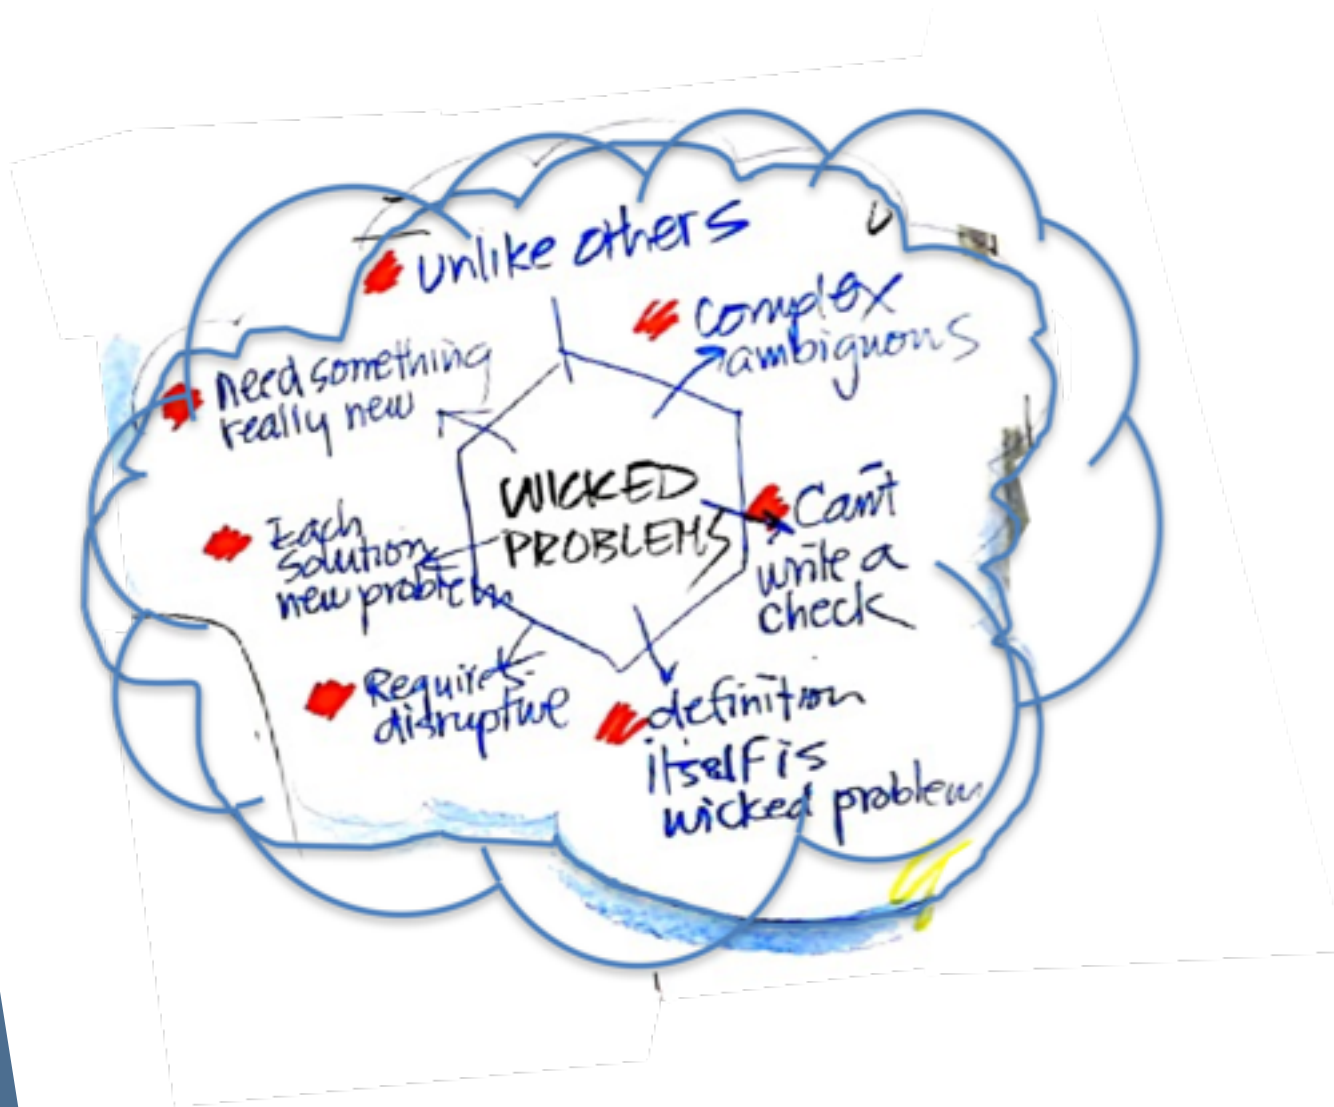 unlike others
complex
ambiguous
need something
really new
WICKED
PROBLEMS
Can't
write a
check
Each
solution
new problem
Requires
disruptive
definition
itself is
wicked problem